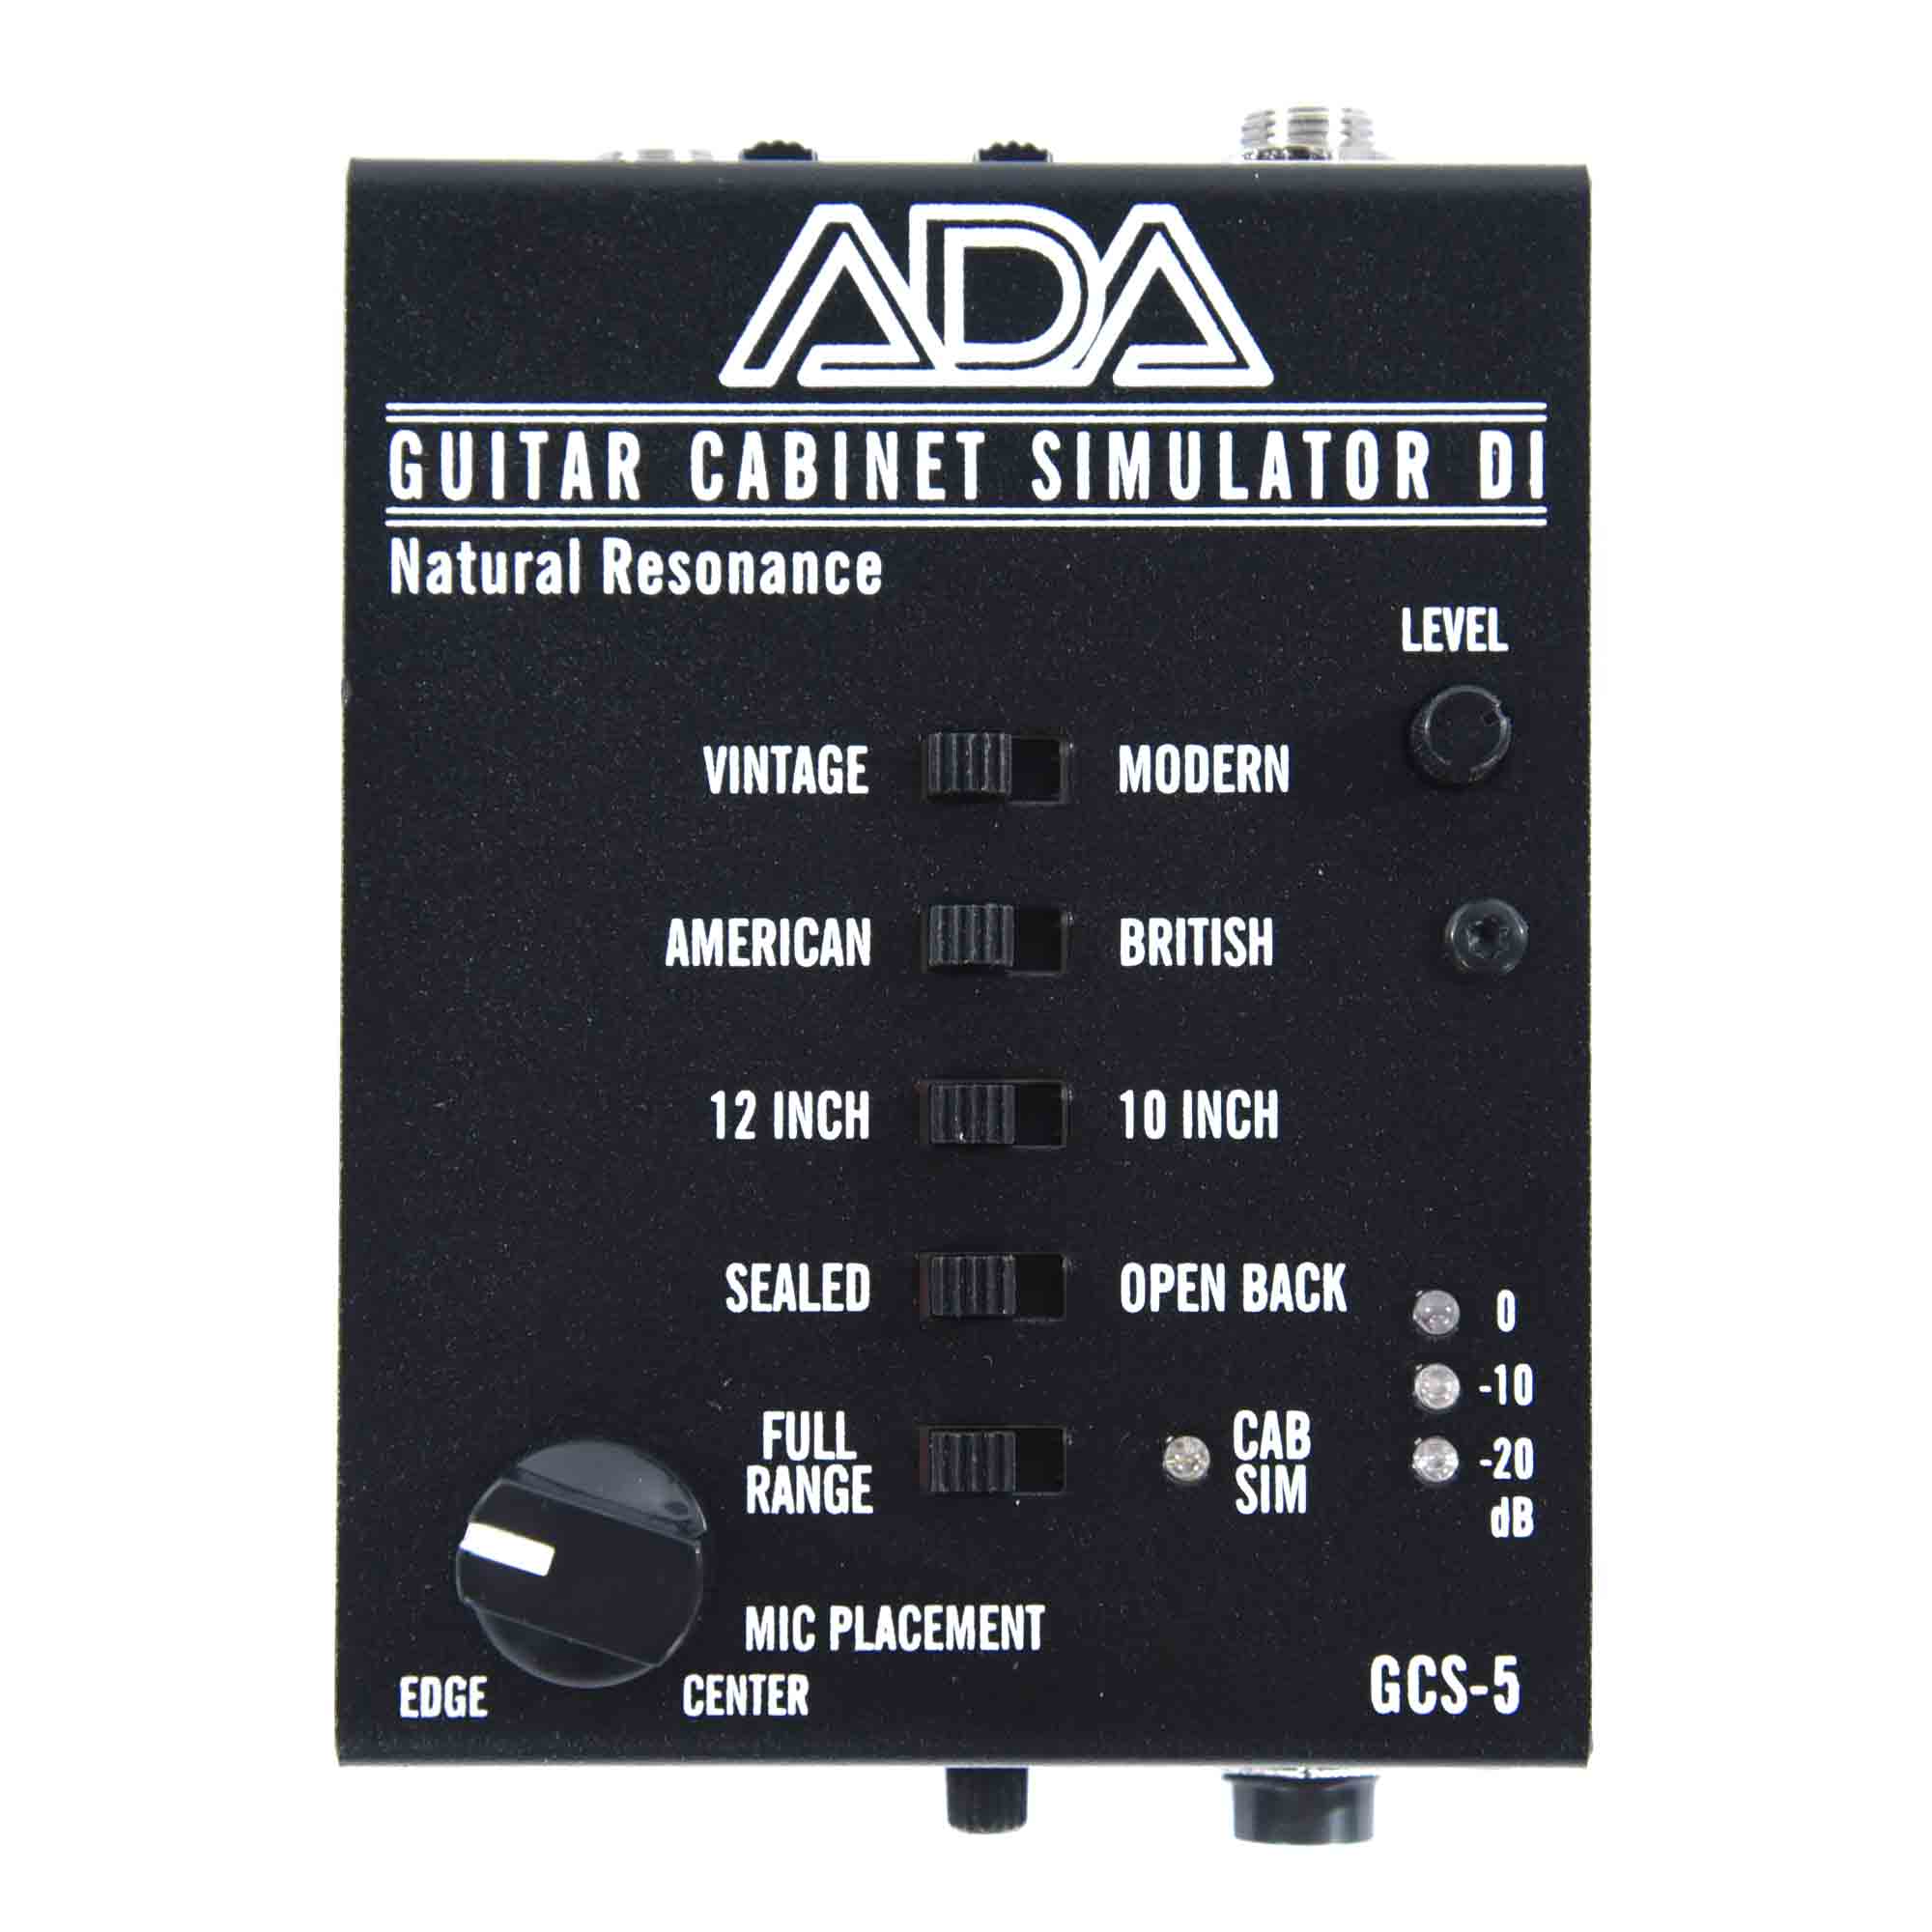 ADA
GUITAR CABINET SIMULATOR DI
Natural Resonance
LEVEL
VINTAGE MODERN
AMERICAN BRITISH
12 INCH 10 INCH
SEALED OPEN BACK
0
-10
-20
dB
FULL
RANGE
CAB
SIM
MIC PLACEMENT
EDGE CENTER
GCS-5